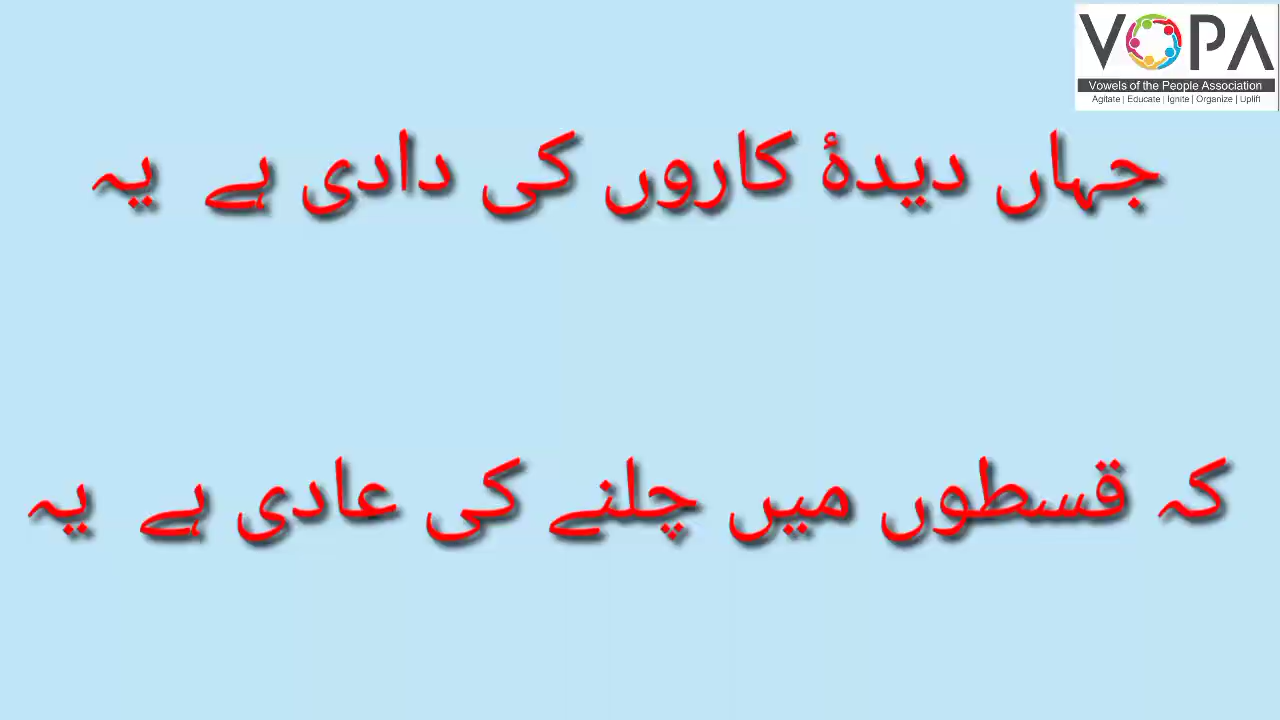 VOPA
Vowels of the People Association
Agitate | Educate | Ignite | Organize | Uplift
جہاں دیدۂ کاروں کی دادی ہے یہ
کہ قسطوں میں چلنے کی عادی ہے یہ